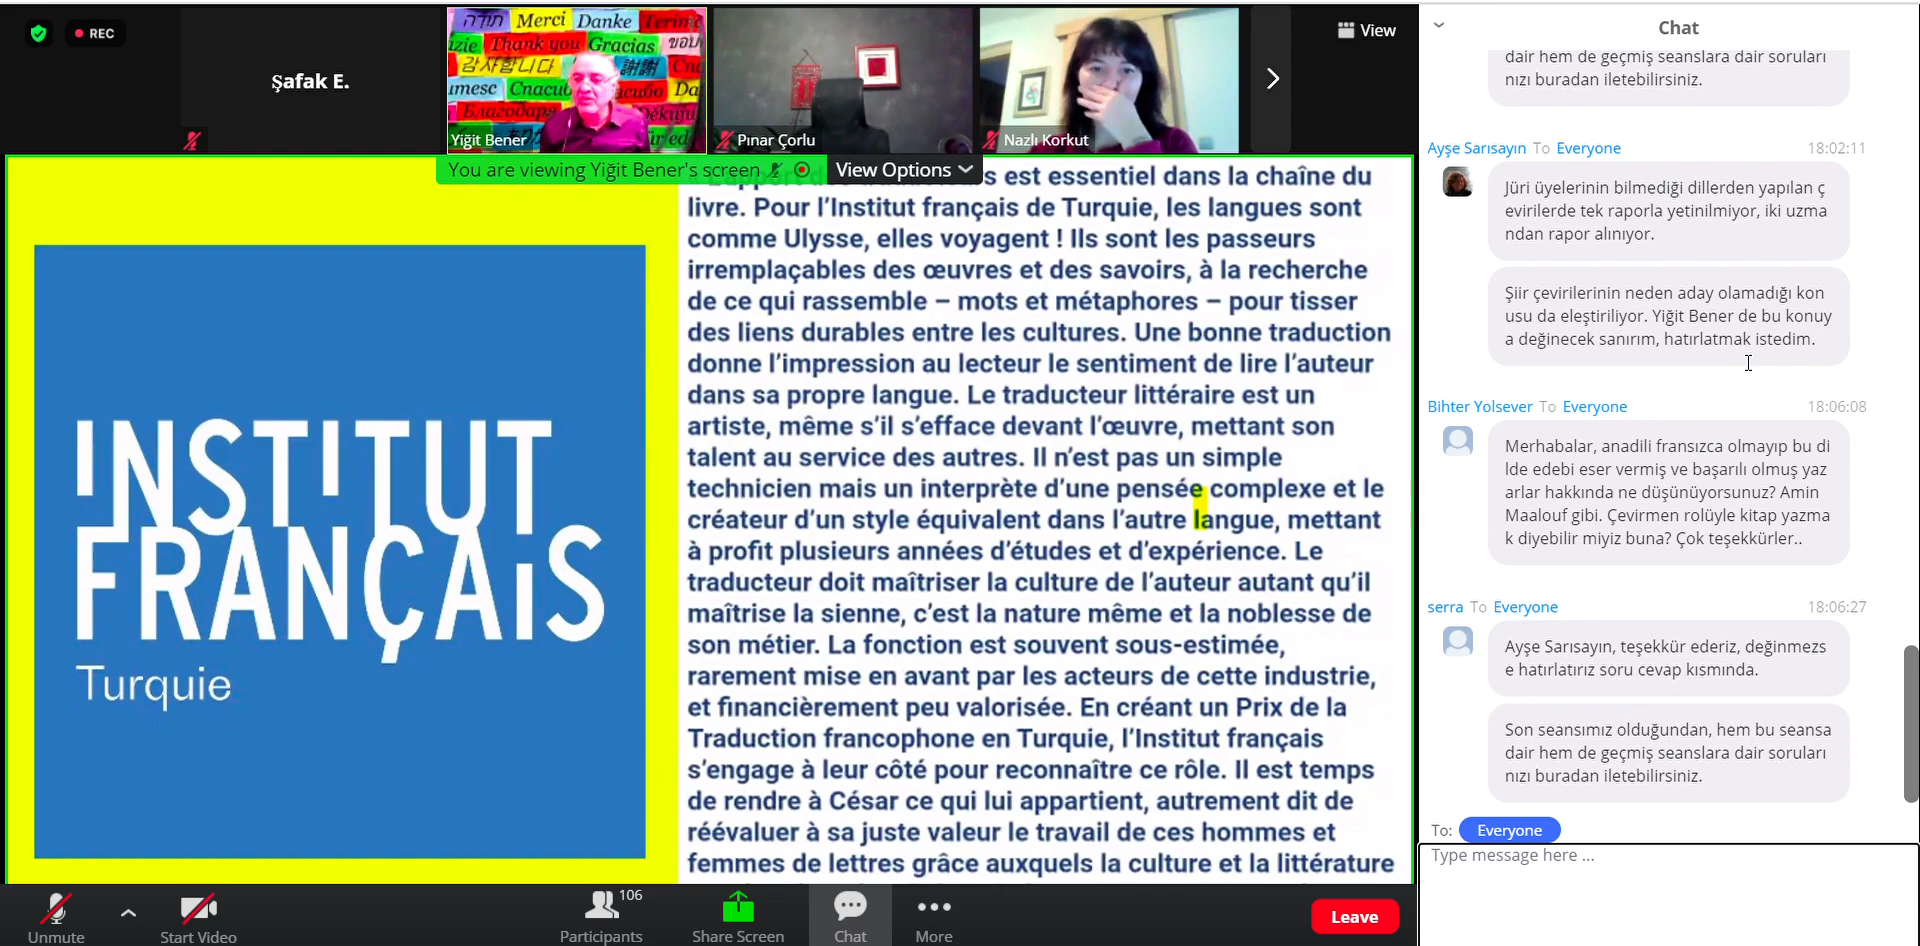 REC
Şafak E.
תודה Merci Danke
Thank you Gracias
감사합니다 謝謝
Yiğit Bener
Pınar Çorlu
Nazlı Korkut
View
You are viewing Yiğit Bener's screen
View Options
INSTITUT
FRANÇAIS
Turquie
s est essentiel dans la chaîne du
livre. Pour l’Institut français de Turquie, les langues sont
comme Ulysse, elles voyagent ! Ils sont les passeurs
irremplaçables des œuvres et des savoirs, à la recherche
de ce qui rassemble – mots et métaphores – pour tisser
des liens durables entre les cultures. Une bonne traduction
donne l’impression au lecteur le sentiment de lire l’auteur
dans sa propre langue. Le traducteur littéraire est un
artiste, même s’il s’efface devant l’œuvre, mettant son
talent au service des autres. Il n’est pas un simple
technicien mais un interprète d’une pensée complexe et le
créateur d’un style équivalent dans l’autre langue, mettant
à profit plusieurs années d’études et d’expérience. Le
traducteur doit maîtriser la culture de l’auteur autant qu’il
maîtrise la sienne, c’est la nature même et la noblesse de
son métier. La fonction est souvent sous-estimée,
rarement mise en avant par les acteurs de cette industrie,
et financièrement peu valorisée. En créant un Prix de la
Traduction francophone en Turquie, l’Institut français
s’engage à leur côté pour reconnaître ce rôle. Il est temps
de rendre à César ce qui lui appartient, autrement dit de
réévaluer à sa juste valeur le travail de ces hommes et
femmes de lettres grâce auxquels la culture et la littérature
Chat
dair hem de geçmiş seanslara dair soruları
nızı buradan iletebilirsiniz.
Ayşe Sarısayın To Everyone 18:02:11
Jüri üyelerinin bilmediği dillerden yapılan ç
evirilerde tek raporla yetinilmiyor, iki uzma
ndan rapor alınıyor.
Şiir çevirilerinin neden aday olamadığı kon
usu da eleştiriliyor. Yiğit Bener de bu konuy
a değinecek sanırım, hatırlatmak istedim.
Bihter Yolsever To Everyone 18:06:08
Merhabalar, anadili fransızca olmayıp bu di
lde edebi eser vermiş ve başarılı olmuş yaz
arlar hakkında ne düşünüyorsunuz? Amin
Maalouf gibi. Çevirmen rolüyle kitap yazma
k diyebilir miyiz buna? Çok teşekkürler..
serra To Everyone 18:06:27
Ayşe Sarısayın, teşekkür ederiz, değinmezs
e hatırlatırız soru cevap kısmında.
Son seansımız olduğundan, hem bu seansa
dair hem de geçmiş seanslara dair soruları
nızı buradan iletebilirsiniz.
To: Everyone
Type message here ...
Unmute
Start Video
106
Participants
Share Screen
Chat
More
Leave